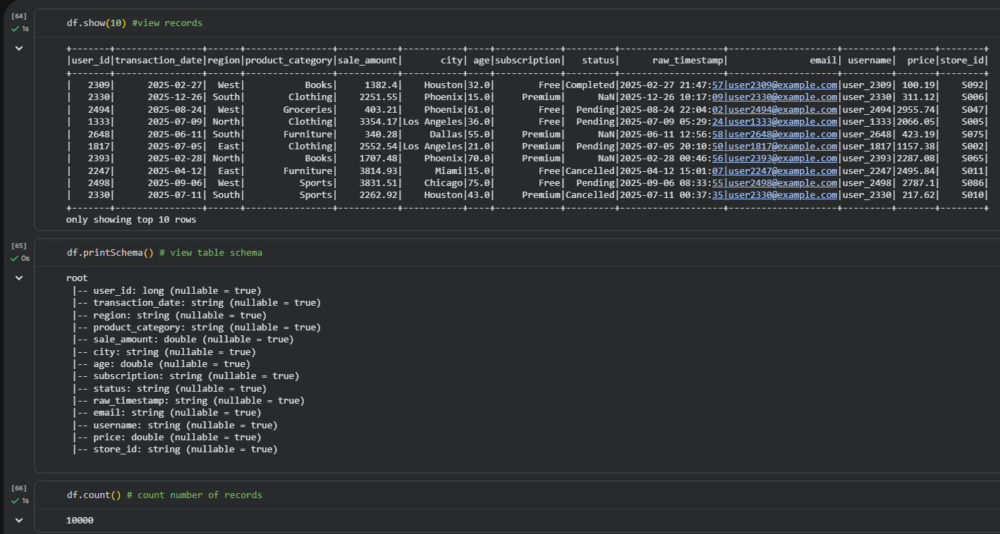 [64]
1s
df.show(10) #view records
+-------+----------------+------+----------------+-----------+-----------+----+------------+---------+-------------------+--------------------+---------+-------+--------+
|user_id|transaction_date|region|product_category|sale_amount|       city| age|subscription|   status|      raw_timestamp|               email| username|  price|store_id|
+-------+----------------+------+----------------+-----------+-----------+----+------------+---------+-------------------+--------------------+---------+-------+--------+
|   2309|      2025-02-27|  West|           Books|     1382.4|    Houston|32.0|        Free|Completed|2025-02-27 21:47:57|user2309@example.com|user_2309| 100.19|    S092|
|   2330|      2025-12-26| South|        Clothing|    2251.55|    Phoenix|15.0|     Premium|      NaN|2025-12-26 10:17:09|user2330@example.com|user_2330| 311.12|    S006|
|   2494|      2025-08-24|  West|       Groceries|     403.21|    Phoenix|61.0|        Free|  Pending|2025-08-24 22:04:02|user2494@example.com|user_2494|2955.74|    S047|
|   1333|      2025-07-09| North|        Clothing|    3354.17|Los Angeles|36.0|        Free|  Pending|2025-07-09 05:29:24|user1333@example.com|user_1333|2066.05|    S005|
|   2648|      2025-06-11| South|       Furniture|     340.28|     Dallas|55.0|     Premium|      NaN|2025-06-11 12:56:58|user2648@example.com|user_2648| 423.19|    S075|
|   1817|      2025-07-05|  East|        Clothing|    2552.54|Los Angeles|21.0|     Premium|  Pending|2025-07-05 20:10:50|user1817@example.com|user_1817|1157.38|    S002|
|   2393|      2025-02-28| North|           Books|    1707.48|    Phoenix|70.0|     Premium|      NaN|2025-02-28 00:46:56|user2393@example.com|user_2393|2287.08|    S065|
|   2247|      2025-04-12|  East|       Furniture|    3814.93|      Miami|15.0|        Free|Cancelled|2025-04-12 15:01:07|user2247@example.com|user_2247|2495.84|    S011|
|   2498|      2025-09-06|  West|          Sports|    3831.51|    Chicago|75.0|        Free|  Pending|2025-09-06 08:33:55|user2498@example.com|user_2498| 2787.1|    S086|
|   2330|      2025-07-11| South|          Sports|    2262.92|    Houston|43.0|     Premium|Cancelled|2025-07-11 00:37:35|user2330@example.com|user_2330| 217.62|    S010|
+-------+----------------+------+----------------+-----------+-----------+----+------------+---------+-------------------+--------------------+---------+-------+--------+
only showing top 10 rows
[65]
0s
df.printSchema() # view table schema
root
 |-- user_id: long (nullable = true)
 |-- transaction_date: string (nullable = true)
 |-- region: string (nullable = true)
 |-- product_category: string (nullable = true)
 |-- sale_amount: double (nullable = true)
 |-- city: string (nullable = true)
 |-- age: double (nullable = true)
 |-- subscription: string (nullable = true)
 |-- status: string (nullable = true)
 |-- raw_timestamp: string (nullable = true)
 |-- email: string (nullable = true)
 |-- username: string (nullable = true)
 |-- price: double (nullable = true)
 |-- store_id: string (nullable = true)
[66]
1s
df.count() # count number of records
10000